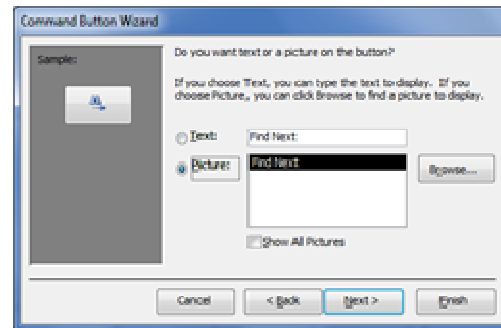 Command Button Wizard
Sample:
Do you want text or a picture on the button?
If you choose Text, you can type the text to display. If you
choose Picture, you can click Browse to find a picture to display.
Text:
Find Next
Picture:
Find Next
Browse...
Show All Pictures
Cancel
< Back
Next >
Finish